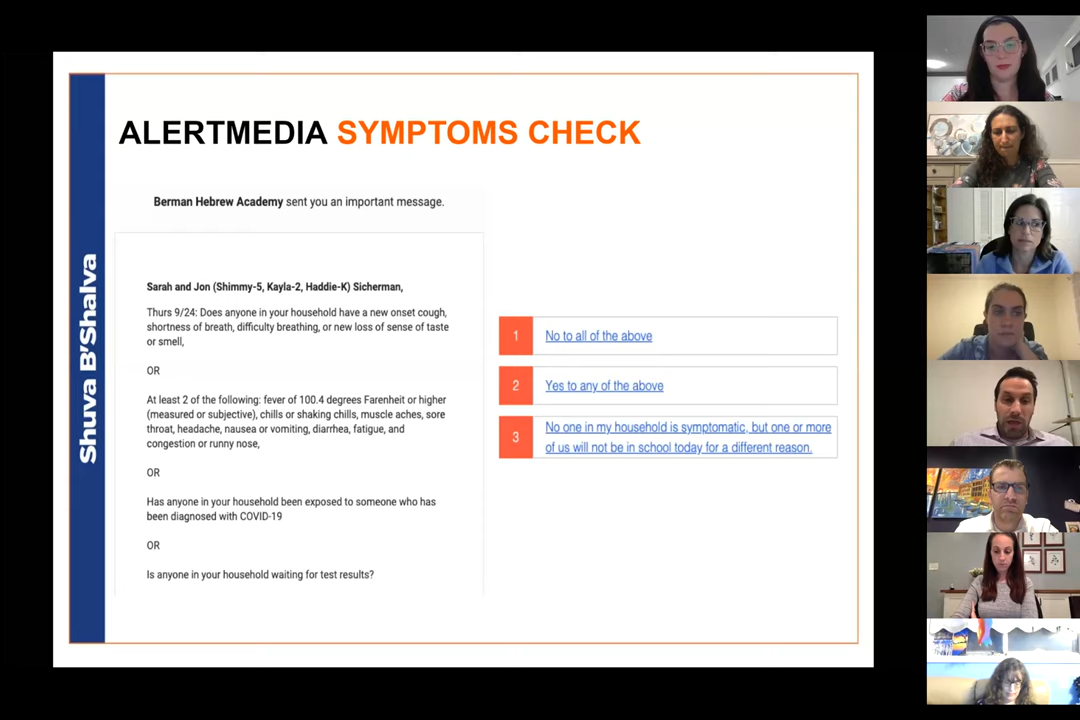 ALERTMEDIA SYMPTOMS CHECK
Shuva B'Shalva
Berman Hebrew Academy sent you an important message.
Sarah and Jon (Shimmy-5, Kayla-2, Haddie-K) Sicherman,
Thurs 9/24: Does anyone in your household have a new onset cough,
shortness of breath, difficulty breathing, or new loss of sense of taste
or smell,
OR
At least 2 of the following: fever of 100.4 degrees Farenheit or higher
(measured or subjective), chills or shaking chills, muscle aches, sore
throat, headache, nausea or vomiting, diarrhea, fatigue, and
congestion or runny nose,
OR
Has anyone in your household been exposed to someone who has
been diagnosed with COVID-19
OR
Is anyone in your household waiting for test results?
1 No to all of the above
2 Yes to any of the above
3 No one in my household is symptomatic, but one or more
of us will not be in school today for a different reason.